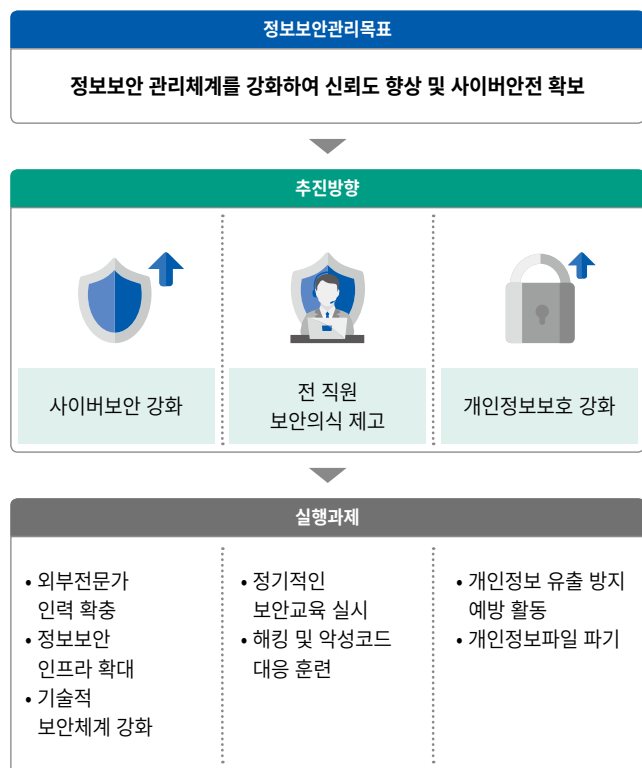 정보보안관리목표
정보보안 관리체계를 강화하여 신뢰도 향상 및 사이버안전 확보
추진방향
사이버보안 강화
전 직원
보안의식 제고
개인정보보호 강화
실행과제
• 외부전문가
인력 확충
• 정보보안
인프라 확대
• 기술적
보안체계 강화
• 정기적인
보안교육 실시
• 해킹 및 악성코드
대응 훈련
• 개인정보 유출 방지
예방 활동
• 개인정보파일 파기